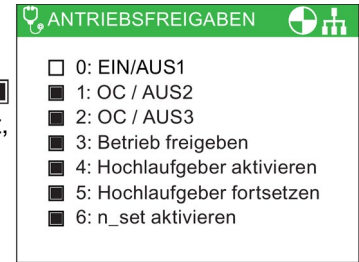 ANTRIEBSFREIGABEN
0: EIN/AUS1
1: OC / AUS2
2: OC / AUS3
3: Betrieb freigeben
4: Hochlaufgeber aktivieren
5: Hochlaufgeber fortsetzen
6: n_set aktivieren